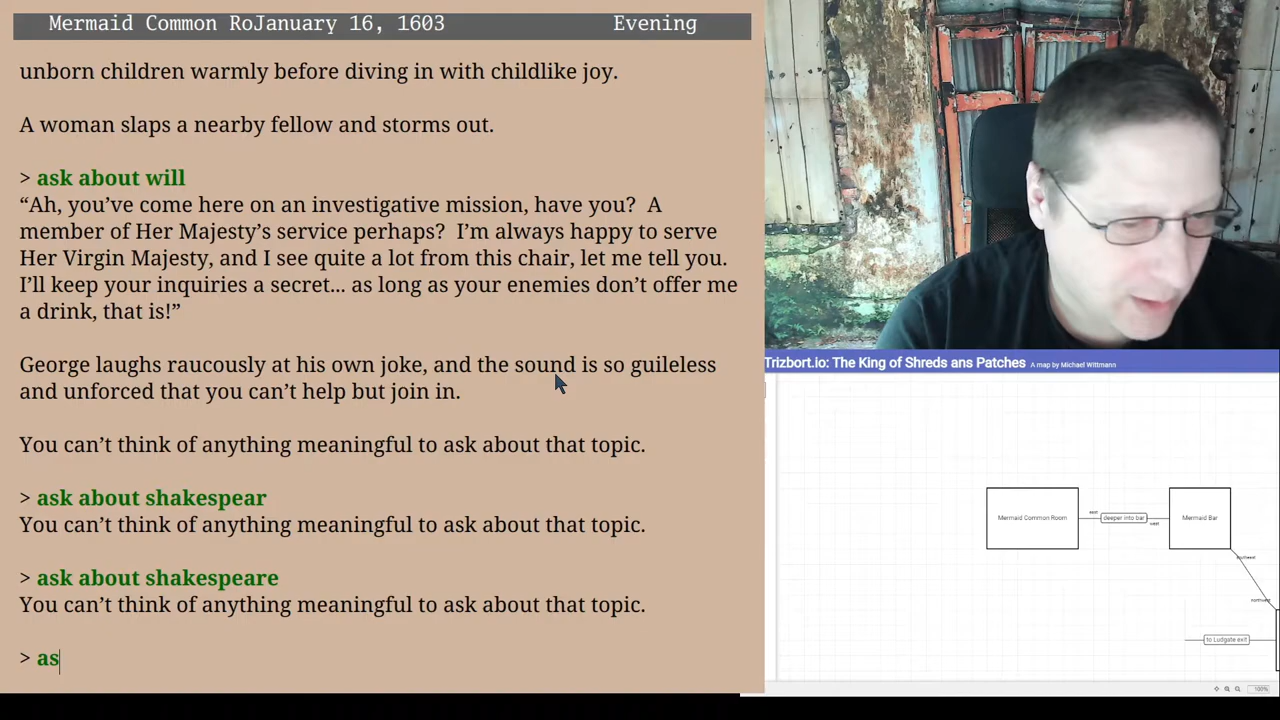 Mermaid Common RoJanuary 16, 1603 Evening
unborn children warmly before diving in with childlike joy.
A woman slaps a nearby fellow and storms out.
> ask about will
“Ah, you’ve come here on an investigative mission, have you?  A
member of Her Majesty’s service perhaps?  I’m always happy to serve
Her Virgin Majesty, and I see quite a lot from this chair, let me tell you.
I’ll keep your inquiries a secret... as long as your enemies don’t offer me
a drink, that is!”
George laughs raucously at his own joke, and the sound is so guileless
and unforced that you can’t help but join in.
You can’t think of anything meaningful to ask about that topic.
> ask about shakespear
You can’t think of anything meaningful to ask about that topic.
> ask about shakespeare
You can’t think of anything meaningful to ask about that topic.
> as
Trizbort.io: The King of Shreds ans Patches A map by Michael Wittmann
Mermaid Common Room
east
deeper into bar
west
Mermaid Bar
southeast
northwest
to Ludgate exit
100%